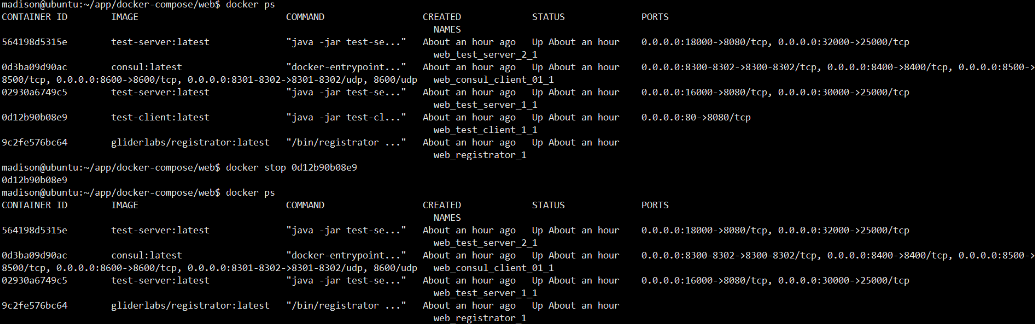 madison@ubuntu:~/app/docker-compose/web$ docker ps
CONTAINER ID IMAGE COMMAND CREATED STATUS PORTS
NAMES
564198d5315e test-server:latest "java -jar test-se..." About an hour ago Up About an hour 0.0.0.0:18000->8080/tcp, 0.0.0.0:32000->25000/tcp
web_test_server_2_1
0d3ba09d90ac consul:latest "docker-entrypoint..." About an hour ago Up About an hour 0.0.0.0:8300-8302->8300-8302/tcp, 0.0.0.0:8400->8400/tcp, 0.0.0.0:8500->
8500/tcp, 0.0.0.0:8600->8600/tcp, 0.0.0.0:8301-8302->8301-8302/udp, 8600/udp web_consul_client_01_1
02930a6749c5 test-server:latest "java -jar test-se..." About an hour ago Up About an hour 0.0.0.0:16000->8080/tcp, 0.0.0.0:30000->25000/tcp
web_test_server_1_1
0d12b90b08e9 test-client:latest "java -jar test-cl..." About an hour ago Up About an hour 0.0.0.0:80->8080/tcp
web_test_client_1_1
9c2fe576bc64 gliderlabs/registrator:latest "/bin/registrator ..." About an hour ago Up About an hour
web_registrator_1
madison@ubuntu:~/app/docker-compose/web$ docker stop 0d12b90b08e9
0d12b90b08e9
madison@ubuntu:~/app/docker-compose/web$ docker ps
CONTAINER ID IMAGE COMMAND CREATED STATUS PORTS
NAMES
564198d5315e test-server:latest "java -jar test-se..." About an hour ago Up About an hour 0.0.0.0:18000->8080/tcp, 0.0.0.0:32000->25000/tcp
web_test_server_2_1
0d3ba09d90ac consul:latest "docker-entrypoint..." About an hour ago Up About an hour 0.0.0.0:8300-8302->8300-8302/tcp, 0.0.0.0:8400->8400/tcp, 0.0.0.0:8500->
8500/tcp, 0.0.0.0:8600->8600/tcp, 0.0.0.0:8301-8302->8301-8302/udp, 8600/udp web_consul_client_01_1
02930a6749c5 test-server:latest "java -jar test-se..." About an hour ago Up About an hour 0.0.0.0:16000->8080/tcp, 0.0.0.0:30000->25000/tcp
web_test_server_1_1
9c2fe576bc64 gliderlabs/registrator:latest "/bin/registrator ..." About an hour ago Up About an hour
web_registrator_1